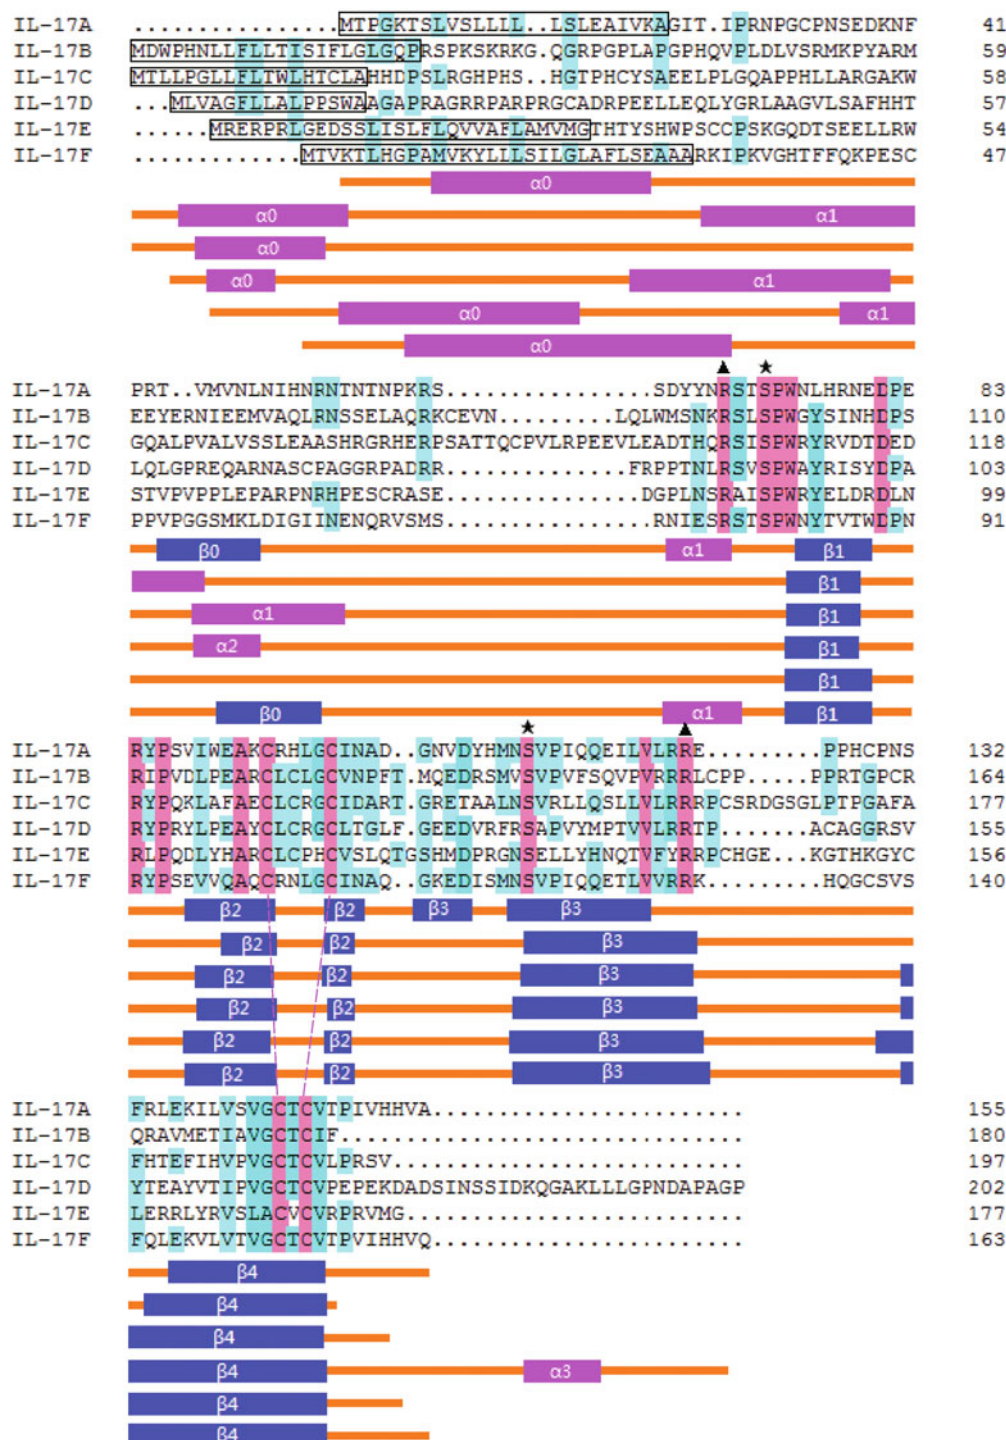 IL-17A ................MTPGKTSLVSLLLL..LSLEAIVKAGIT.IPRNPGCPNSEDKNF 41
IL-17B MDWPHNLLFLLTISIFLGLGQPRSPKSKRKG.QGRPGPLAPGPHQVPLDLVSRMKPYARM 59
IL-17C MTLLPGLLFLTWLHTCLAHHDPSLRGHPHS..HGTPHCYSAEELPLGQAPPHLLARGAKW 58
IL-17D ...MLVAGFLLALPPSWAAGAPRAGRRPARPRGCADRPEELLEQLYGRLAAGVLSAFHHT 57
IL-17E ......MRERPRLGEDSSLISLFLQVVAFLAMVMGTHTYSHWPSCCPSKGQDTSEELLRW 54
IL-17F .............MTVKTLHGPAMVKYLLLSILGLAFLSEAAARKIPKVGHTFFQKPESC 47
α0
α0 α1
α0
α0 α1
α0 α1
α0
▲ ★
IL-17A PRT..VMVNLNIHNRNTNTNPKRS................SDYYNRSTSPWNLHRNEDPE 83
IL-17B EEYERNIEEMVAQLRNSSELAQRKCEVN.........LQLWMSNKRSLSPWGYSINHDPS 110
IL-17C GQALPVALVSSLEAASHRGRHERPSATTQCPVLRPEEVLEADTHQRSISPWRYRVDTDED 118
IL-17D LQLGPREQARNASCPAGGRPADRR..............FRPPTNLRSVSPWAYRISYDPA 103
IL-17E STVPVPPLEPARPNRHPESCRASE...............DGPLNSRAISPWRYELDRDLN 99
IL-17F PPVPGGSMKLDIGIINENQRVSMS................RNIESRSTSPWNYTVTWDPN 91
β0 α1 β1
β1
α1 β1
α2 β1
β1
β0 α1 β1
★ ▲
IL-17A RYPSVIWEAKCRHLGCINAD..GNVDYHMNSVPIQQEILVLRRE.........PPHCPNS 132
IL-17B RIPVDLPEARCLCLGCVNPFT.MQEDRSMVSVPVFSQVPVRRRLCPP......PPRTGPCR 164
IL-17C RYPQKLAFAECLCRGCIDART.GRETAALNSVRLLQSLLVLRRRPCSRDGSGLPTPGAFA 177
IL-17D RYPRYLPEAYCLCRGCLTGLF.GEEDVRFRSAPVYMPTVVLRRTP........ACAGGRSV 155
IL-17E RLPQDLYHARCLCPHCVSLQTGSHMDPRGNSELLYHNQTVFYRRPCHGE...KGTHKGYC 156
IL-17F RYPSEVVQAQCRNLGCINAQ..GKEDISMNSVPIQQETLVVRRK.........HQGCSVS 140
β2 β2 β3 β3
β2 β2 β3
β2 β2 β3
β2 β2 β3
β2 β2 β3
β2 β2 β3
IL-17A FRLEKILVSVGCTCVTPIVHHVA........................ 155
IL-17B QRAVMETIAVGCTCIF............................... 180
IL-17C FHTEFIHVPVGCTCVLPRSV........................... 197
IL-17D YTEAYVTIPVGCTCVPEPEKDADSINSSIDKQGAKLLLGPNDAPAGP 202
IL-17E LERRLYRVSLACVCVRPRVMG.......................... 177
IL-17F FQLEKVLVTVGCTCVTPVIHHVQ........................ 163
β4
β4
β4
β4 α3
β4
β4